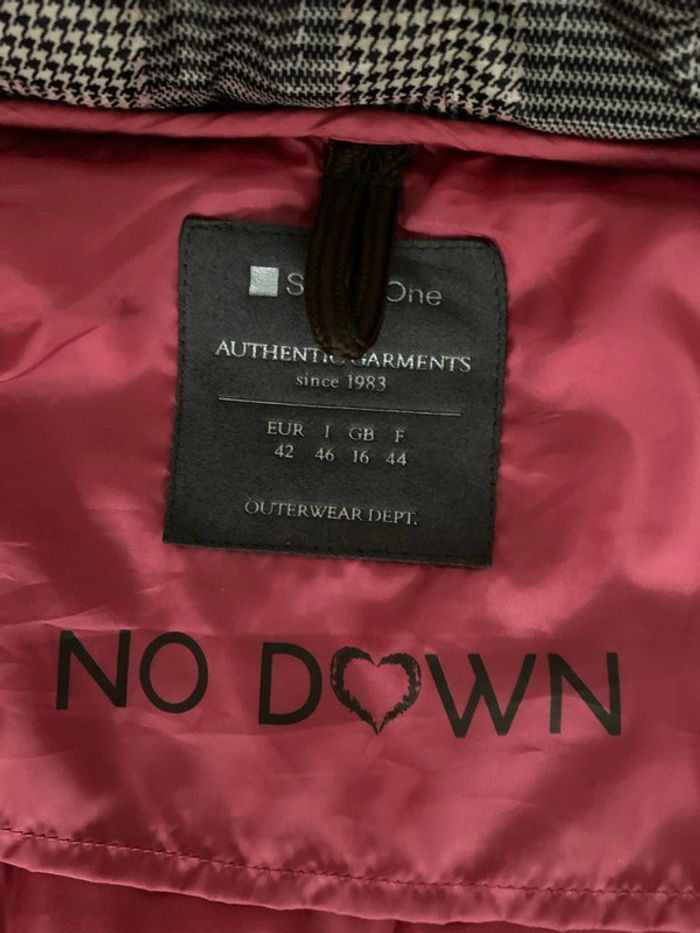 One
AUTHENTIC GARMENTS
since 1983
EUR I GB F
42 46 16 44
OUTERWEAR DEPT.
NO DOWN